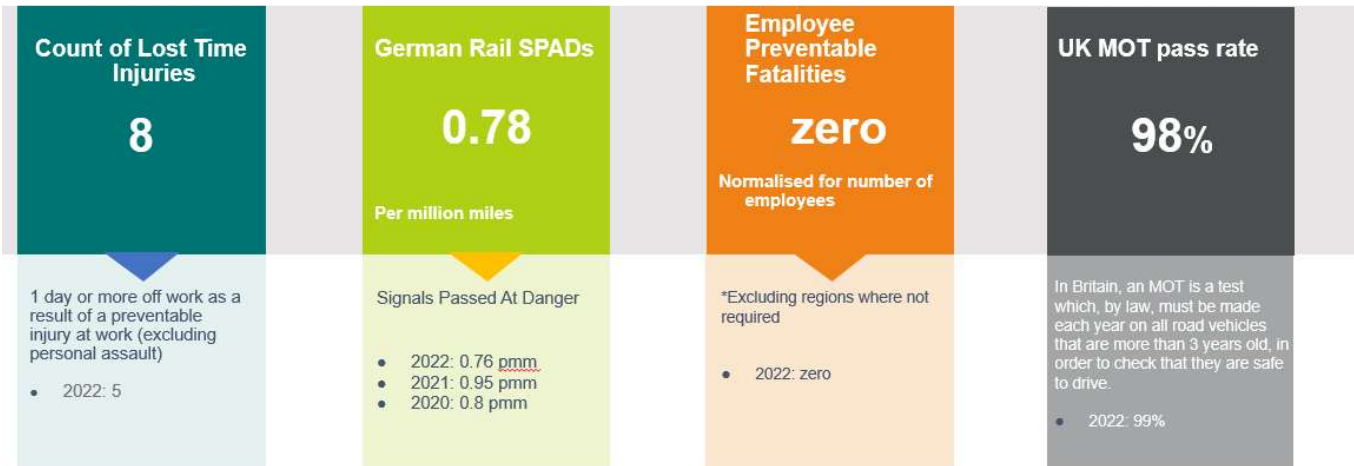 Count of Lost Time
Injuries
8
1 day or more off work as a
result of a preventable
injury at work (excluding
personal assault)
● 2022: 5
German Rail SPADs
0.78
Per million miles
Signals Passed At Danger
● 2022: 0.76 pmm
● 2021: 0.95 pmm
● 2020: 0.8 pmm
Employee
Preventable
Fatalities
zero
Normalised for number of
employees
*Excluding regions where not
required
● 2022: zero
UK MOT pass rate
98%
In Britain, an MOT is a test
which, by law, must be made
each year on all road vehicles
that are more than 3 years old, in
order to check that they are safe
to drive.
● 2022: 99%